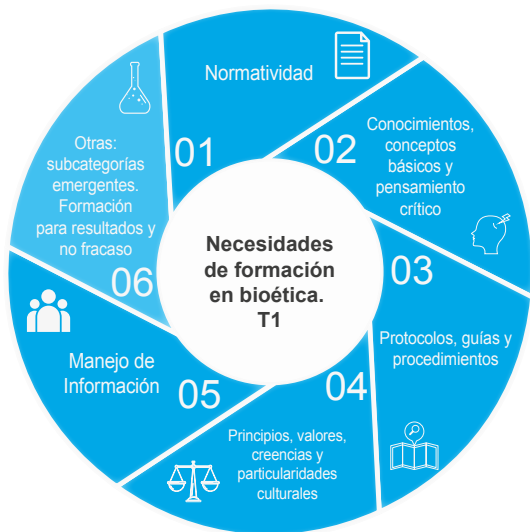 Necesidades
de formación
en bioética.
T1
Normatividad
01
02
Conocimientos,
conceptos
básicos y
pensamiento
crítico
03
Protocolos, guías y
procedimientos
04
Principios, valores,
creencias y
particularidades
culturales
05
Manejo de
Información
06
Otras:
subcategorías
emergentes.
Formación
para resultados y
no fracaso